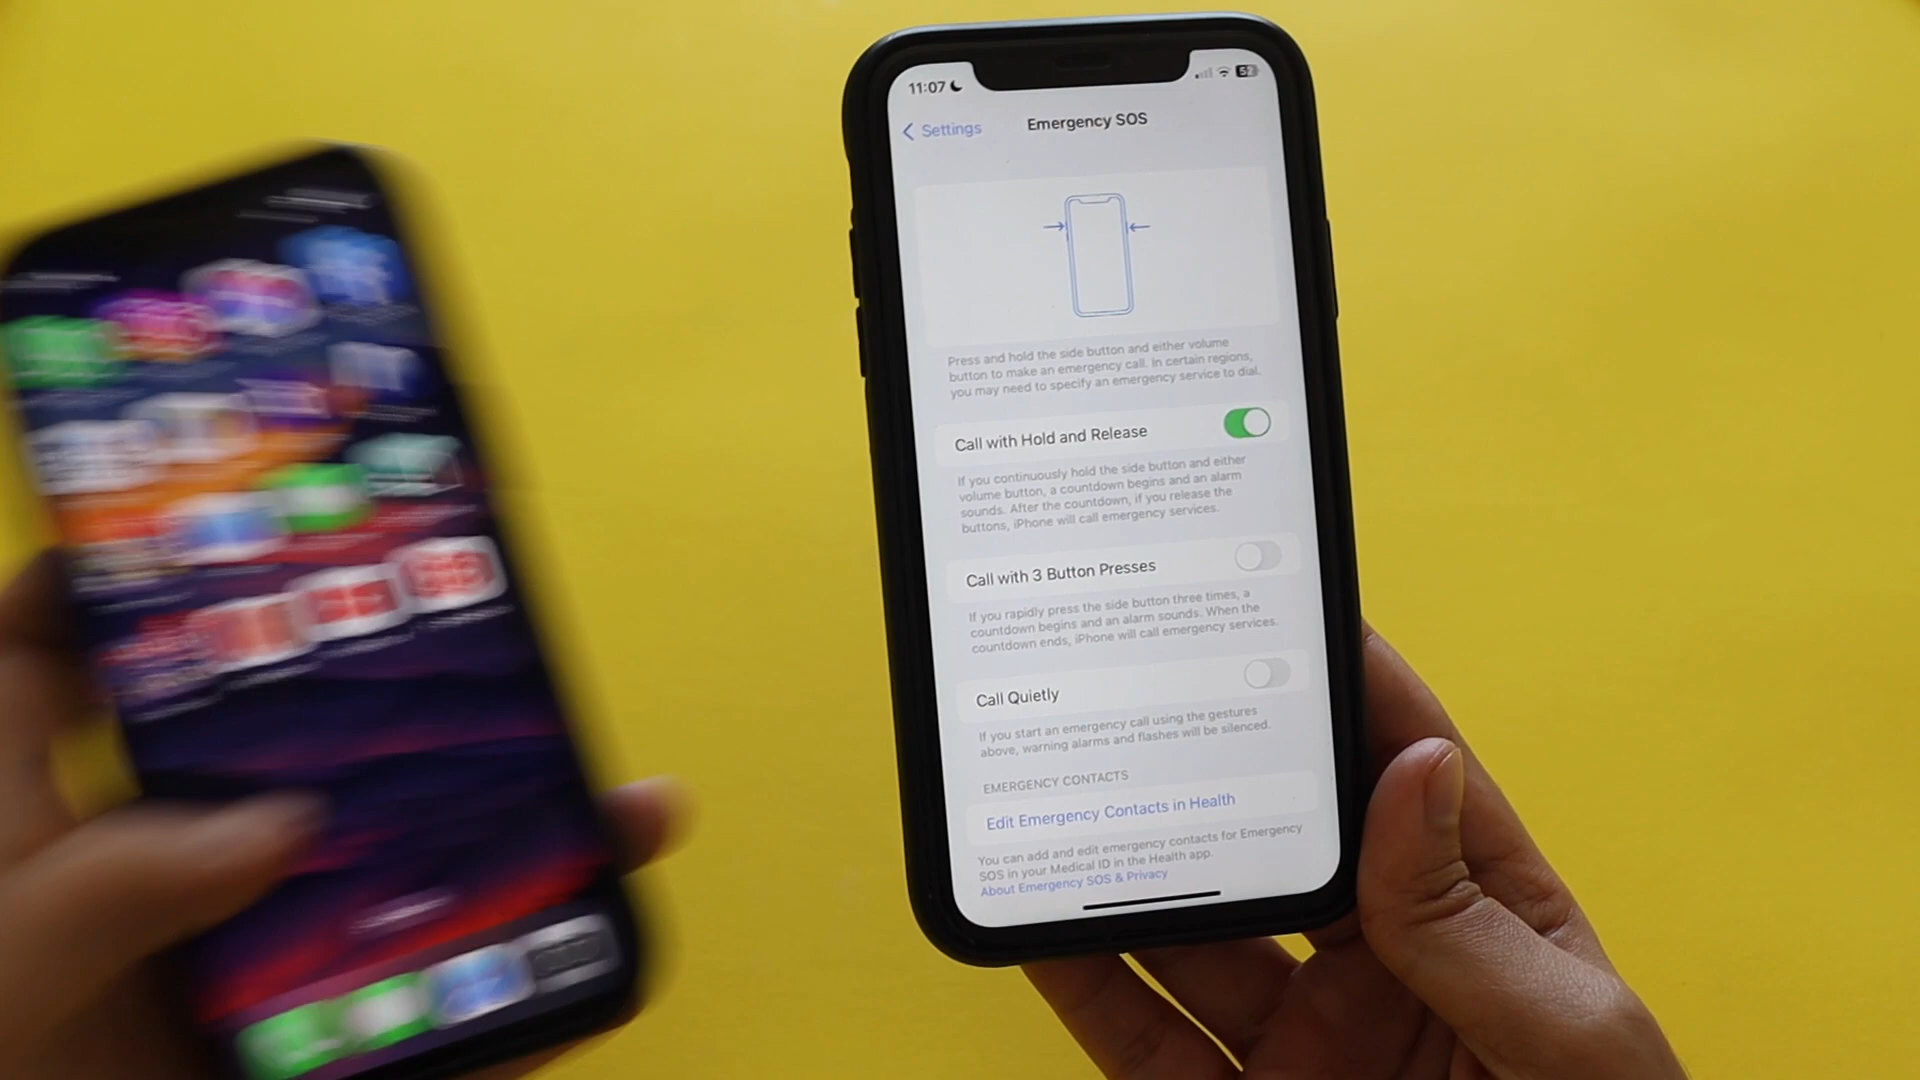 11:07
52
Settings
Emergency SOS
Press and hold the side button and either volume
button to make an emergency call. In certain regions,
you may need to specify an emergency service to dial.
Call with Hold and Release
If you continuously hold the side button and either
volume button, a countdown begins and an alarm
sounds. After the countdown, if you release the
buttons, iPhone will call emergency services.
Call with 3 Button Presses
If you rapidly press the side button three times, a
countdown begins and an alarm sounds. When the
countdown ends, iPhone will call emergency services.
Call Quietly
If you start an emergency call using the gestures
above, warning alarms and flashes will be silenced.
EMERGENCY CONTACTS
Edit Emergency Contacts in Health
You can add and edit emergency contacts for Emergency
SOS in your Medical ID in the Health app.
About Emergency SOS & Privacy